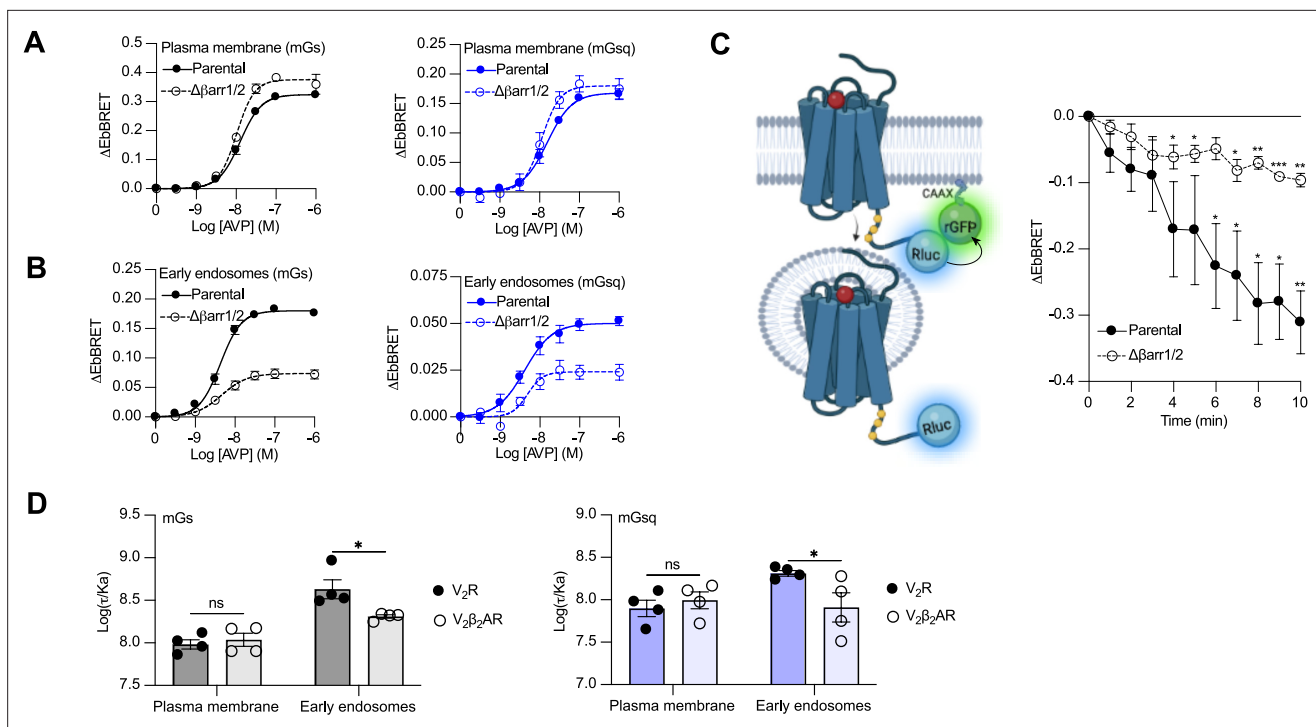 A
Plasma membrane (mGs)
Parental
Δβarr1/2
ΔEbBRET
0.5
0.4
0.3
0.2
0.1
0.0
0 -9 -8 -7 -6
Log [AVP] (M)
Plasma membrane (mGsq)
Parental
Δβarr1/2
ΔEbBRET
0.25
0.20
0.15
0.10
0.05
0.00
0 -9 -8 -7 -6
Log [AVP] (M)
B
Early endosomes (mGs)
Parental
Δβarr1/2
ΔEbBRET
0.25
0.20
0.15
0.10
0.05
0.00
0 -9 -8 -7 -6
Log [AVP] (M)
Early endosomes (mGsq)
Parental
Δβarr1/2
ΔEbBRET
0.075
0.050
0.025
0.000
0 -9 -8 -7 -6
Log [AVP] (M)
C
CAAX
rGFP
Rluc
Rluc
ΔEbBRET
0.0
-0.1
-0.2
-0.3
-0.4
* * * ** *** **
* * * * **
Parental
Δβarr1/2
0 2 4 6 8 10
Time (min)
D
mGs
Log(τ/Ka)
9.5
9.0
8.5
8.0
7.5
ns
*
V₂R
V₂β₂AR
Plasma membrane Early endosomes
mGsq
Log(τ/Ka)
9.0
8.5
8.0
7.5
7.0
ns
*
V₂R
V₂β₂AR
Plasma membrane Early endosomes